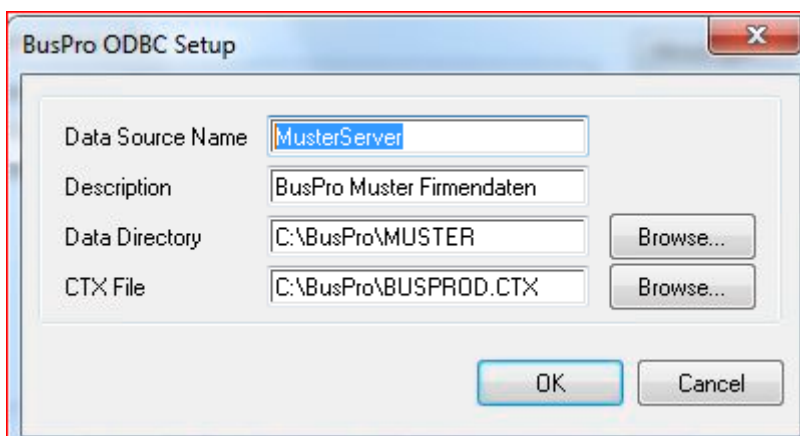 BusPro ODBC Setup
Data Source Name MusterServer
Description BusPro Muster Firmendaten
Data Directory C:\BusPro\MUSTER Browse...
CTX File C:\BusPro\BUSPROD.CTX Browse...
OK Cancel